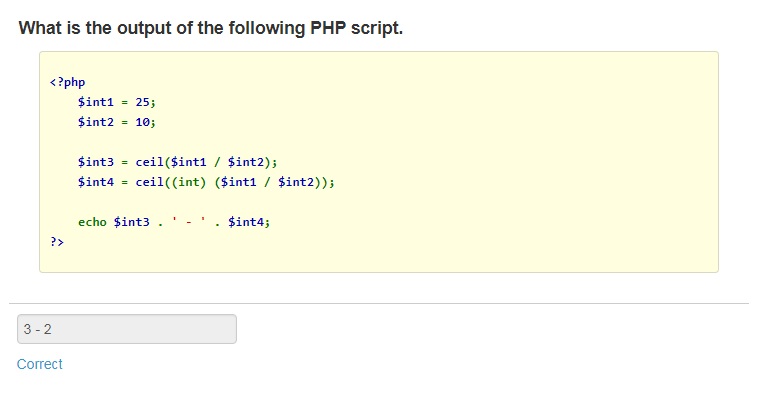 What is the output of the following PHP script.
<?php
$int1 = 25;
$int2 = 10;
$int3 = ceil($int1 / $int2);
$int4 = ceil((int) ($int1 / $int2));
echo $int3 . ' - ' . $int4;
?>
3 - 2
Correct